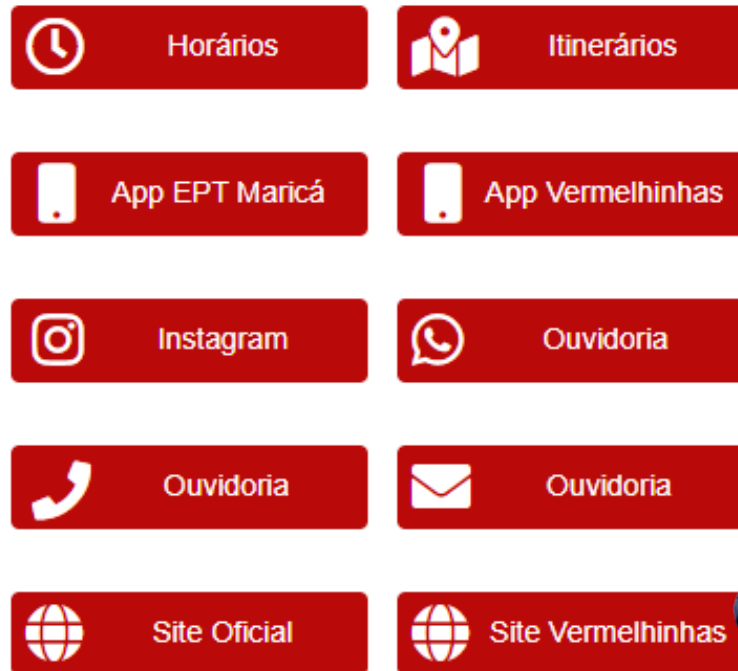 Horários
Itinerários
App EPT Maricá
App Vermelhinhas
Instagram
Ouvidoria
Ouvidoria
Ouvidoria
Site Oficial
Site Vermelhinhas